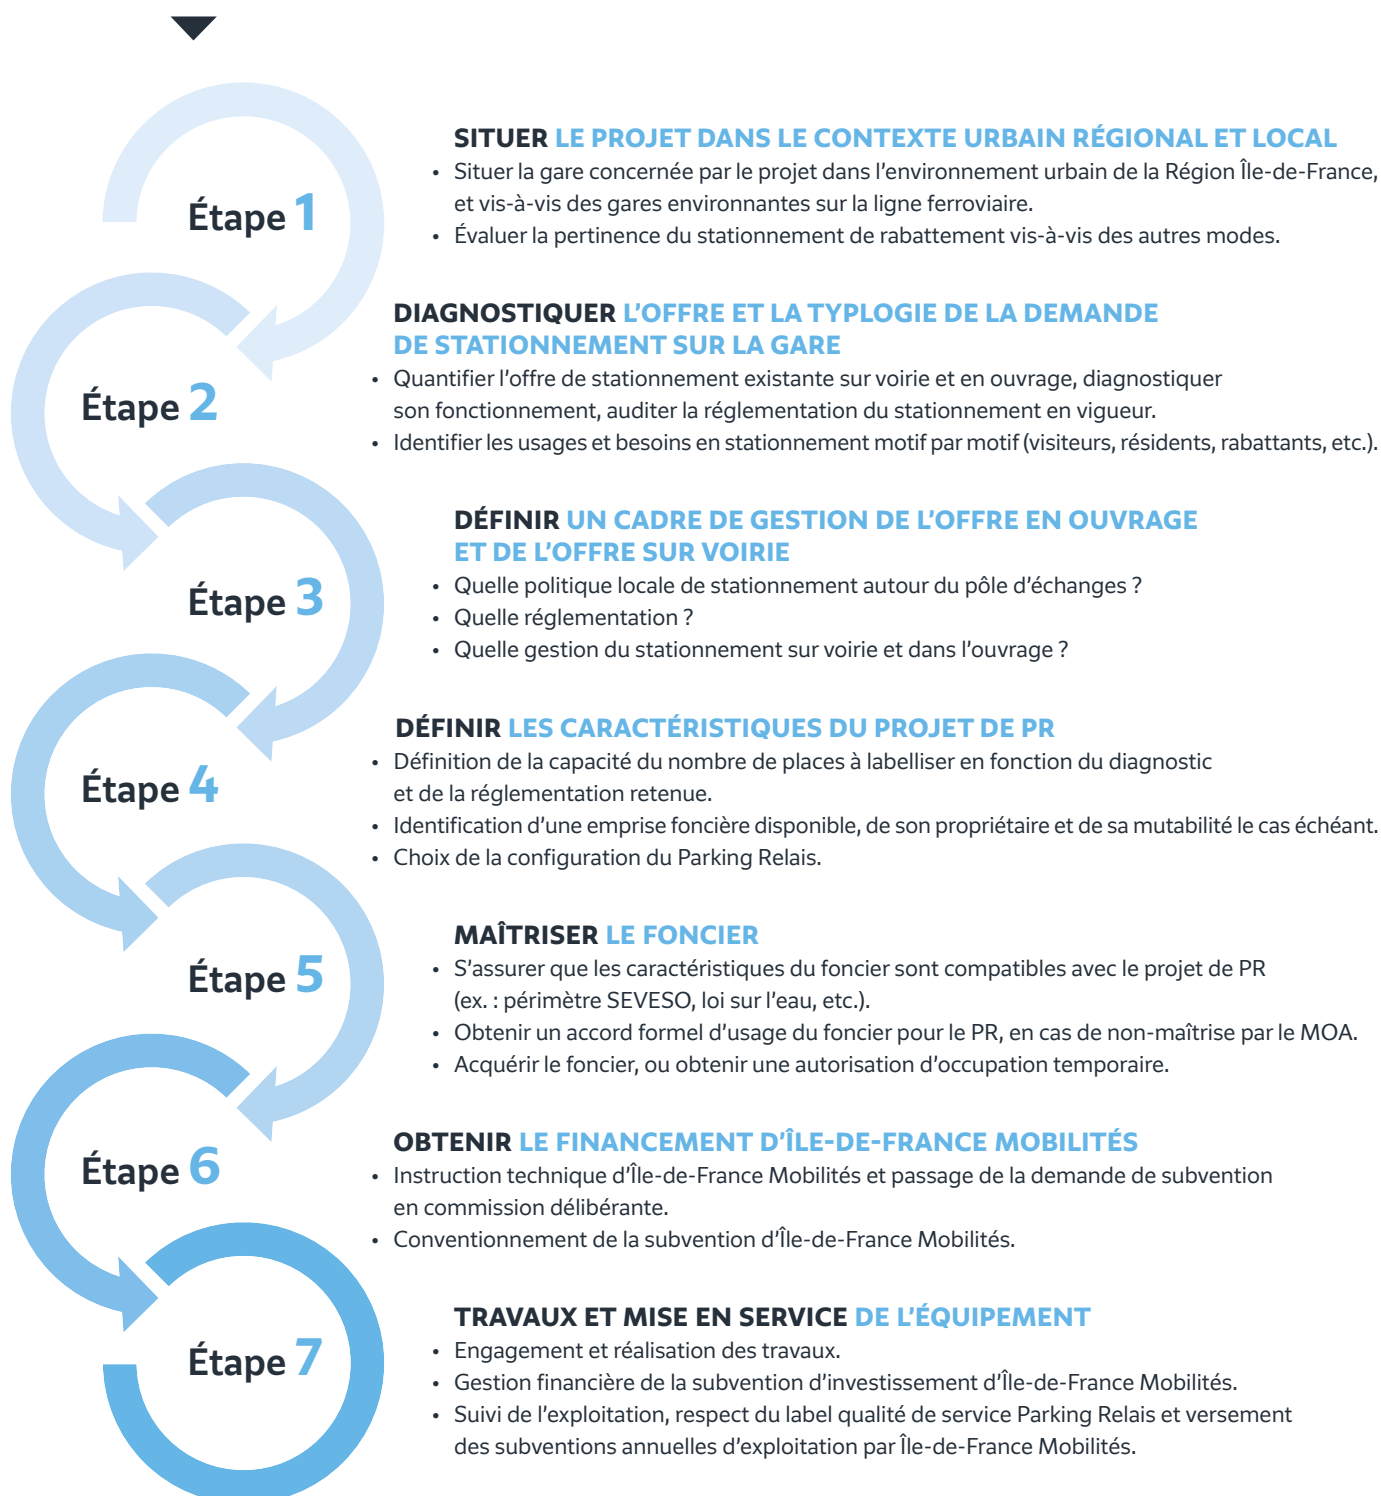 Étape 1
SITUER LE PROJET DANS LE CONTEXTE URBAIN RÉGIONAL ET LOCAL
• Situer la gare concernée par le projet dans l’environnement urbain de la Région Île-de-France,
et vis-à-vis des gares environnantes sur la ligne ferroviaire.
• Évaluer la pertinence du stationnement de rabattement vis-à-vis des autres modes.
Étape 2
DIAGNOSTIQUER L’OFFRE ET LA TYPLOGIE DE LA DEMANDE
DE STATIONNEMENT SUR LA GARE
• Quantifier l’offre de stationnement existante sur voirie et en ouvrage, diagnostiquer
son fonctionnement, auditer la réglementation du stationnement en vigueur.
• Identifier les usages et besoins en stationnement motif par motif (visiteurs, résidents, rabattants, etc.).
Étape 3
DÉFINIR UN CADRE DE GESTION DE L’OFFRE EN OUVRAGE
ET DE L’OFFRE SUR VOIRIE
• Quelle politique locale de stationnement autour du pôle d’échanges ?
• Quelle réglementation ?
• Quelle gestion du stationnement sur voirie et dans l’ouvrage ?
Étape 4
DÉFINIR LES CARACTÉRISTIQUES DU PROJET DE PR
• Définition de la capacité du nombre de places à labelliser en fonction du diagnostic
et de la réglementation retenue.
• Identification d’une emprise foncière disponible, de son propriétaire et de sa mutabilité le cas échéant.
• Choix de la configuration du Parking Relais.
Étape 5
MAÎTRISER LE FONCIER
• S’assurer que les caractéristiques du foncier sont compatibles avec le projet de PR
(ex. : périmètre SEVESO, loi sur l’eau, etc.).
• Obtenir un accord formel d’usage du foncier pour le PR, en cas de non-maîtrise par le MOA.
• Acquérir le foncier, ou obtenir une autorisation d’occupation temporaire.
Étape 6
OBTENIR LE FINANCEMENT D’ÎLE-DE-FRANCE MOBILITÉS
• Instruction technique d’Île-de-France Mobilités et passage de la demande de subvention
en commission délibérante.
• Conventionnement de la subvention d’Île-de-France Mobilités.
Étape 7
TRAVAUX ET MISE EN SERVICE DE L’ÉQUIPEMENT
• Engagement et réalisation des travaux.
• Gestion financière de la subvention d’investissement d’Île-de-France Mobilités.
• Suivi de l’exploitation, respect du label qualité de service Parking Relais et versement
des subventions annuelles d’exploitation par Île-de-France Mobilités.